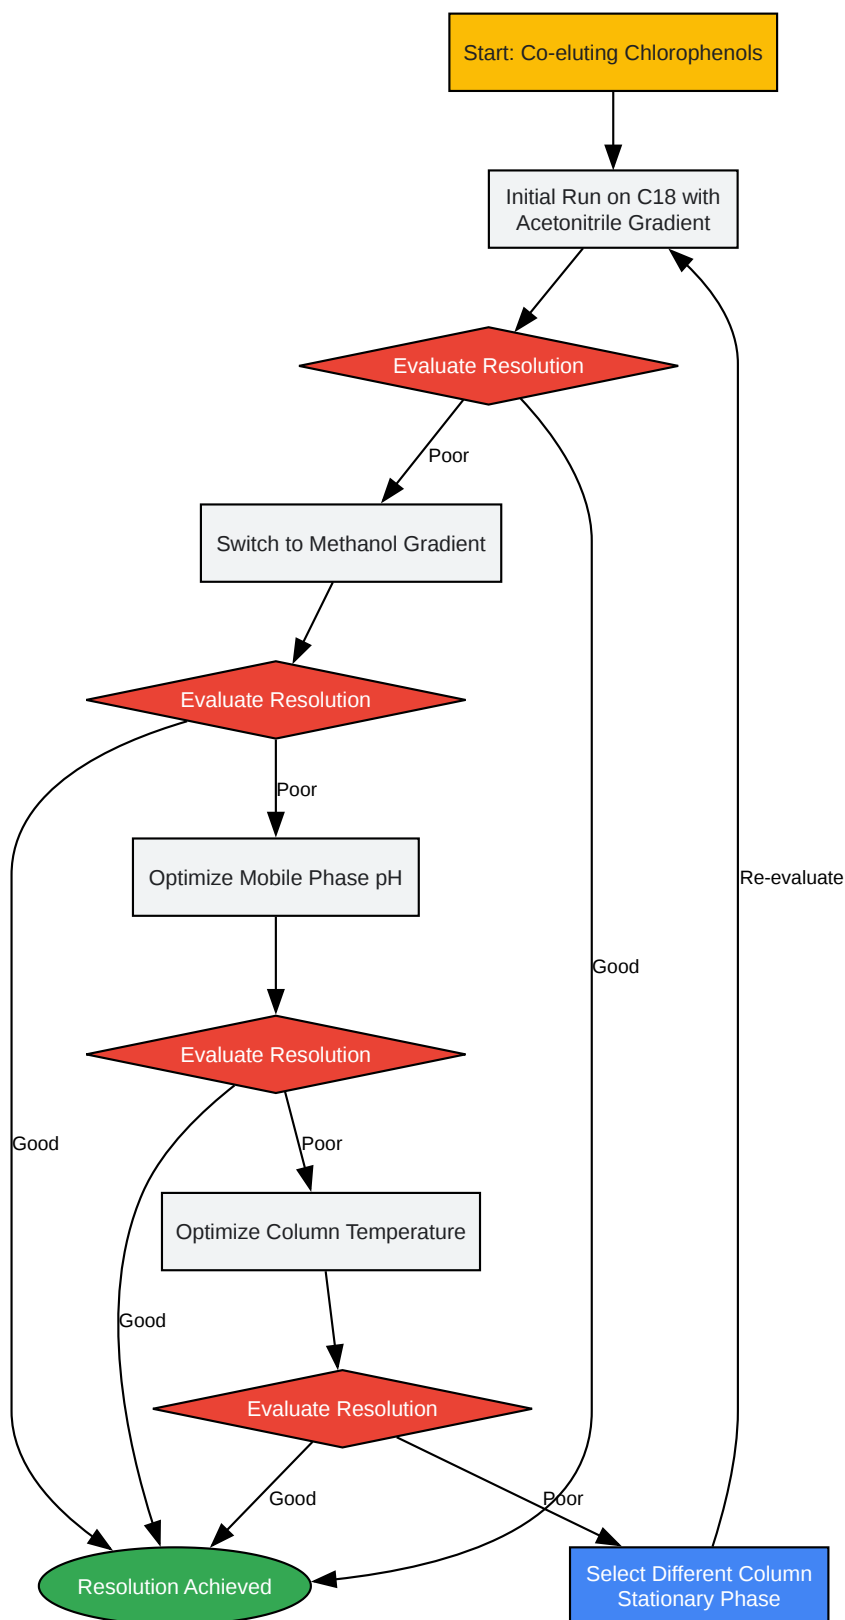 Start: Co-eluting Chlorophenols
Initial Run on C18 with
Acetonitrile Gradient
Evaluate Resolution
Poor
Switch to Methanol Gradient
Evaluate Resolution
Poor
Optimize Mobile Phase pH
Re-evaluate
Good
Evaluate Resolution
Good
Poor
Optimize Column Temperature
Good
Evaluate Resolution
Good
Poor
Resolution Achieved
Select Different Column
Stationary Phase